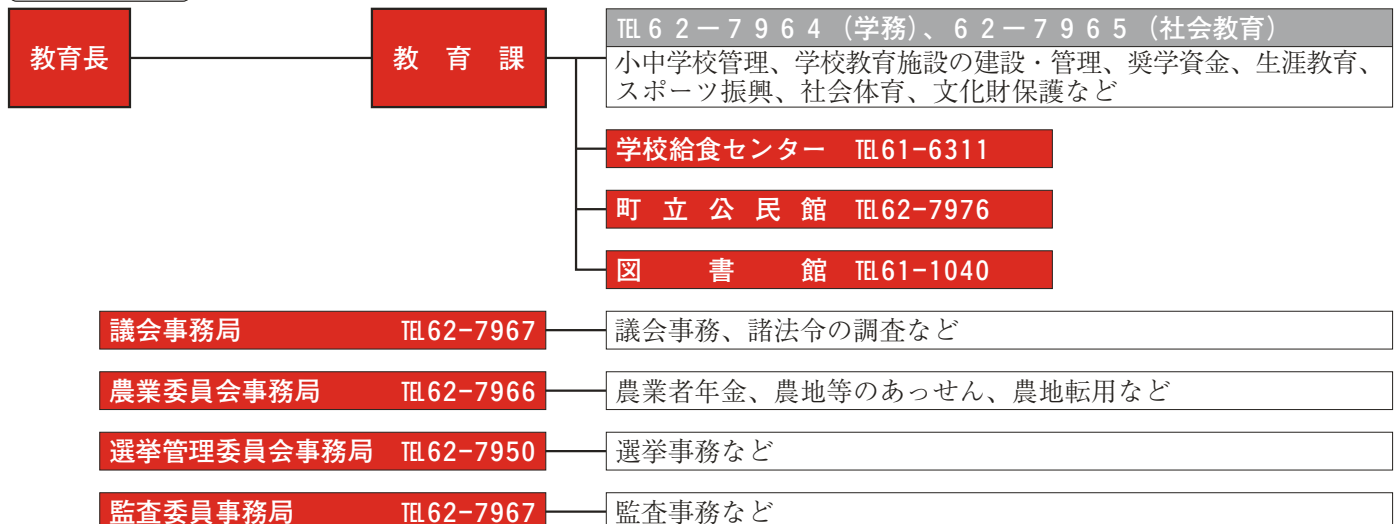 教育長
教育課
℡62－7964（学務）、62－7965（社会教育）
小中学校管理、学校教育施設の建設・管理、奨学資金、生涯教育、
スポーツ振興、社会体育、文化財保護など
学校給食センター ℡61-6311
町立公民館 ℡62-7976
図書館 ℡61-1040
議会事務局 ℡62-7967
議会事務、諸法令の調査など
農業委員会事務局 ℡62-7966
農業者年金、農地等のあっせん、農地転用など
選挙管理委員会事務局 ℡62-7950
選挙事務など
監査委員事務局 ℡62-7967
監査事務など